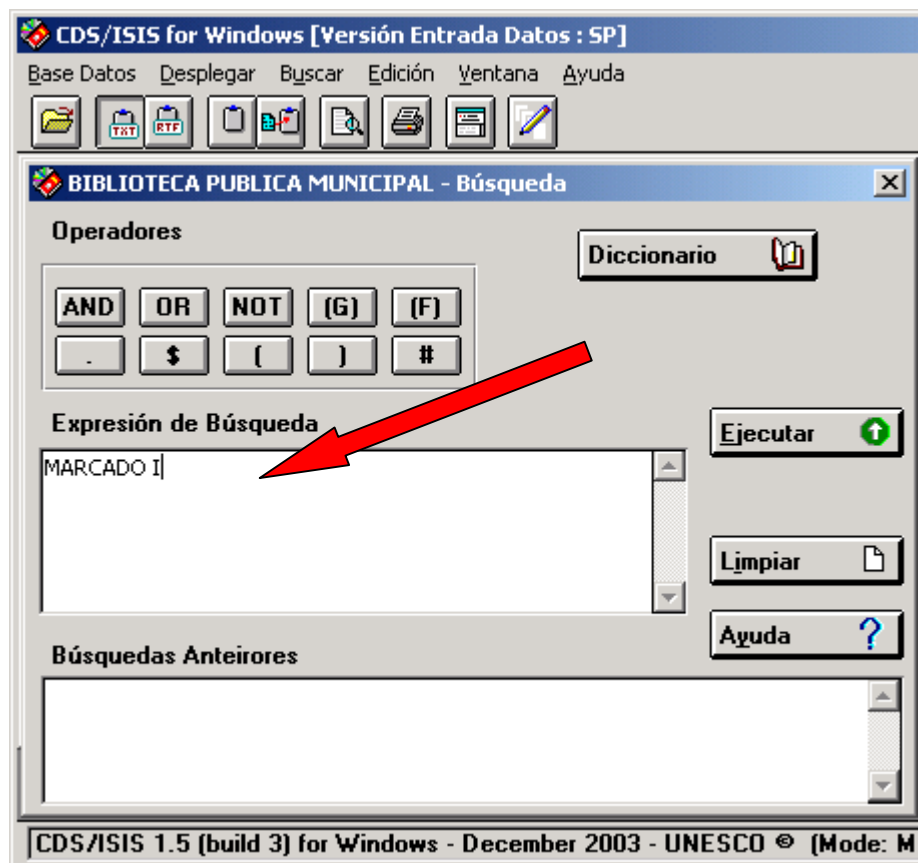 CDS/ISIS for Windows [Versión Entrada Datos : SP]
Base Datos Desplegar Buscar Edición Ventana Ayuda
TXT RTF
BIBLIOTECA PUBLICA MUNICIPAL - Búsqueda
Operadores
Diccionario
AND OR NOT (G) (F)
. $ ( ) #
Expresión de Búsqueda
Ejecutar
MARCADO I
Limpiar
Ayuda ?
Búsquedas Anteirores
CDS/ISIS 1.5 (build 3) for Windows - December 2003 - UNESCO © (Mode: M